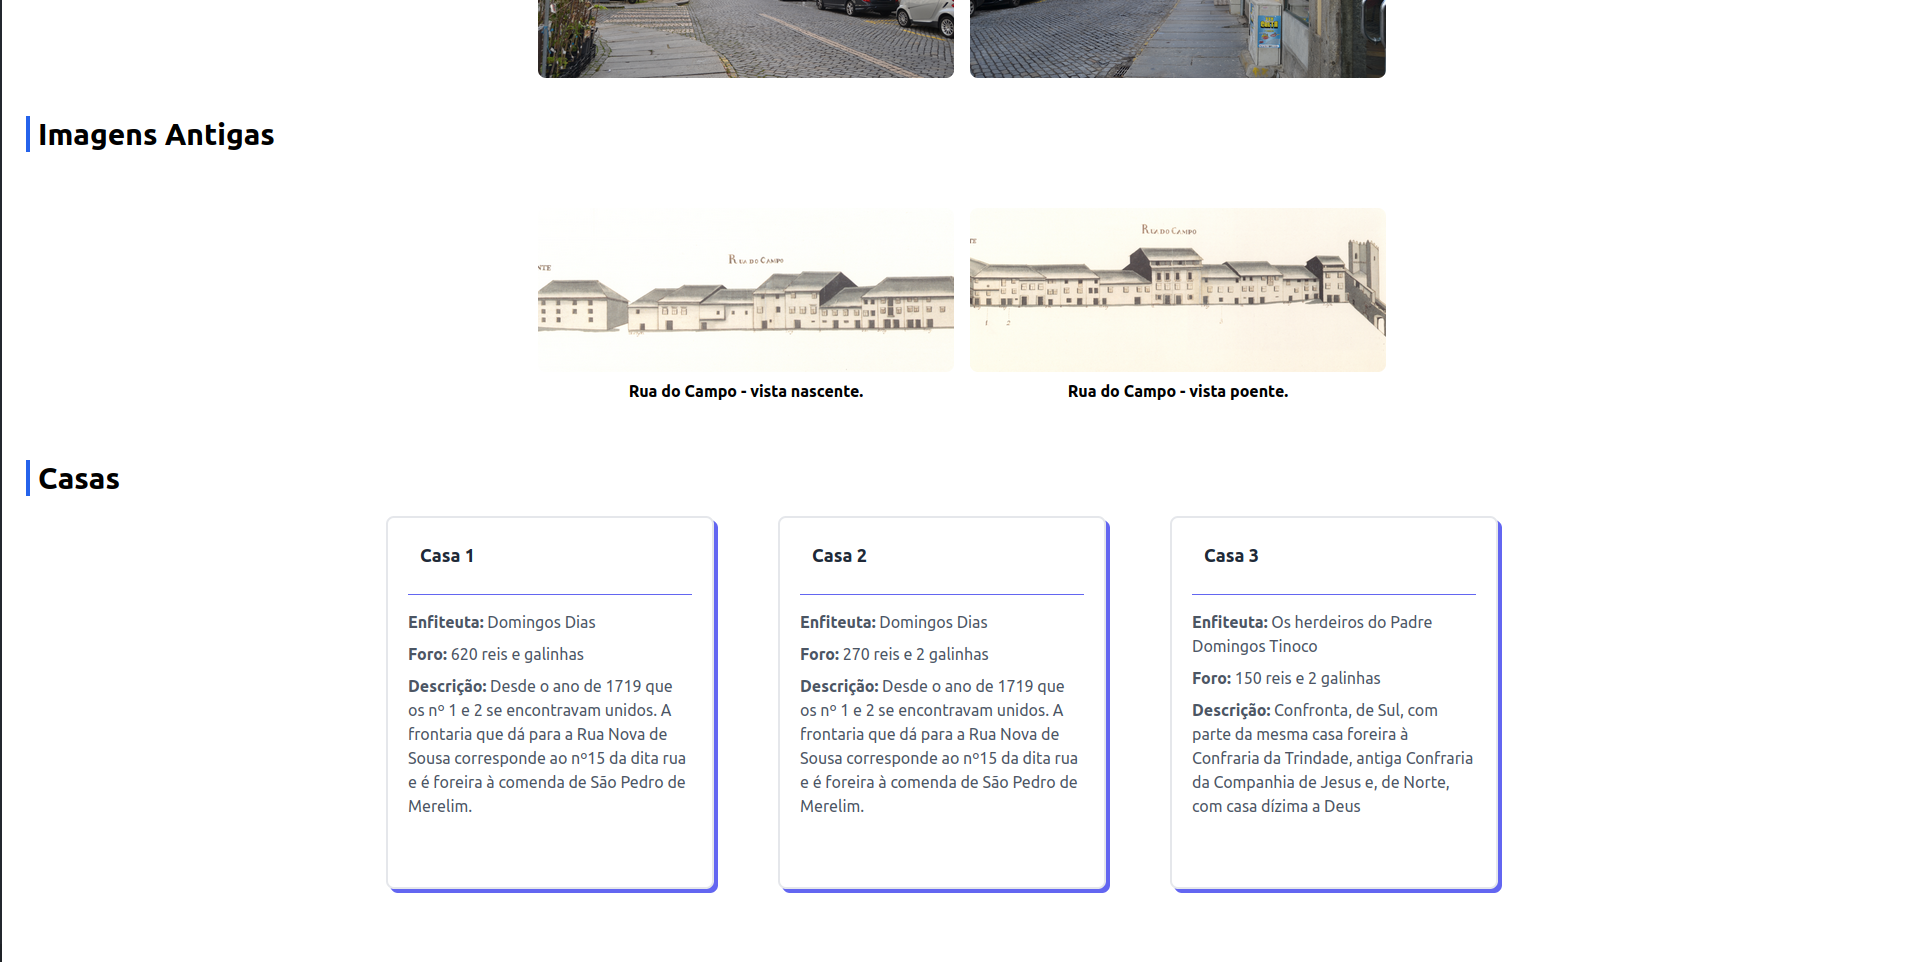 Imagens Antigas
NTE
RUA DO CAMPO
TE
RUA DO CAMPO
1 2
Rua do Campo - vista nascente.
Rua do Campo - vista poente.
Casas
Casa 1
Enfiteuta: Domingos Dias
Foro: 620 reis e galinhas
Descrição: Desde o ano de 1719 que
os nº 1 e 2 se encontravam unidos. A
frontaria que dá para a Rua Nova de
Sousa corresponde ao nº15 da dita rua
e é foreira à comenda de São Pedro de
Merelim.
Casa 2
Enfiteuta: Domingos Dias
Foro: 270 reis e 2 galinhas
Descrição: Desde o ano de 1719 que
os nº 1 e 2 se encontravam unidos. A
frontaria que dá para a Rua Nova de
Sousa corresponde ao nº15 da dita rua
e é foreira à comenda de São Pedro de
Merelim.
Casa 3
Enfiteuta: Os herdeiros do Padre
Domingos Tinoco
Foro: 150 reis e 2 galinhas
Descrição: Confronta, de Sul, com
parte da mesma casa foreira à
Confraria da Trindade, antiga Confraria
da Companhia de Jesus e, de Norte,
com casa dízima a Deus